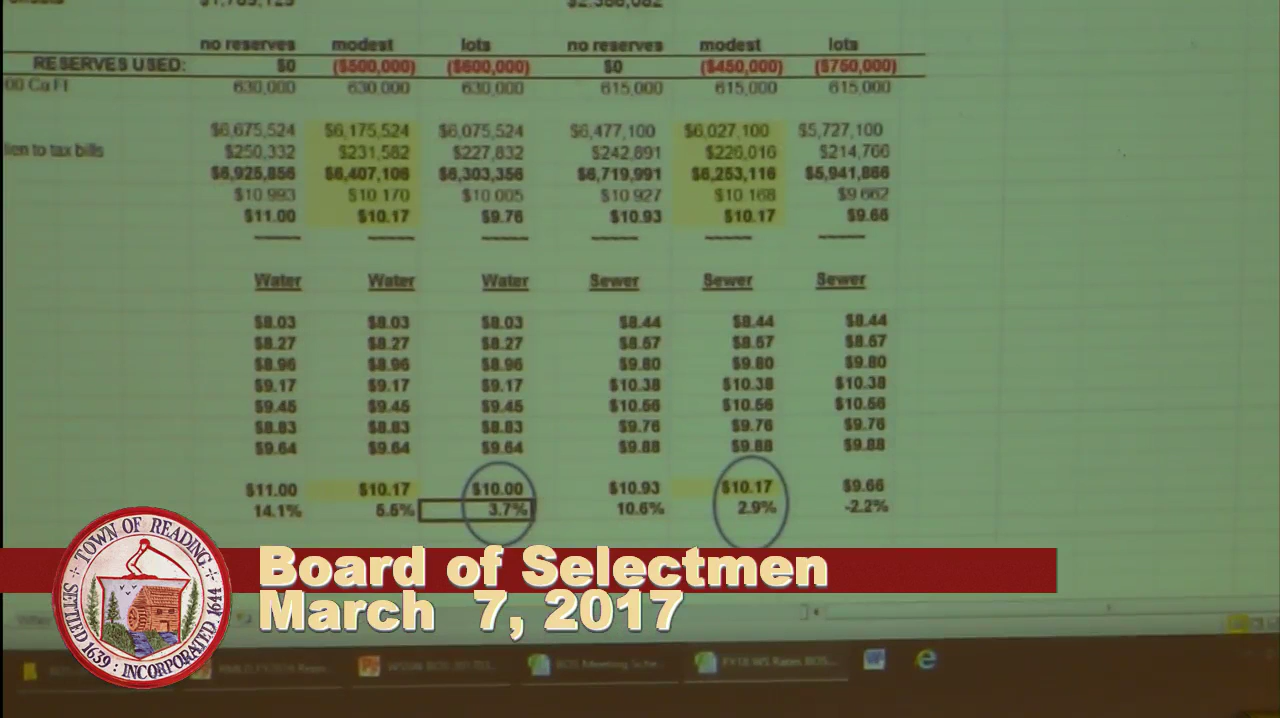 no reserves modest lots no reserves modest lots
RESERVES USED: $0 ($500,000) ($600,000) $0 ($450,000) ($750,000)
00 Cu Ft 630,000 630,000 630,000 615,000 615,000 615,000
$6,675,524 $6,175,524 $6,075,524 $6,477,100 $6,027,100 $5,727,100
lien to tax bills $250,332 $231,582 $227,832 $242,891 $226,016 $214,766
$6,925,856 $6,407,106 $6,303,356 $6,719,991 $6,253,116 $5,941,866
$10.993 $10.170 $10.005 $10.927 $10.168 $9.662
$11.00 $10.17 $9.76 $10.93 $10.17 $9.66
Water Water Water Sewer Sewer Sewer
$8.03 $8.03 $8.03 $8.44 $8.44 $8.44
$8.27 $8.27 $8.27 $8.57 $8.57 $8.57
$8.96 $8.96 $8.96 $9.80 $9.80 $9.80
$9.17 $9.17 $9.17 $10.38 $10.38 $10.38
$9.45 $9.45 $9.45 $10.56 $10.56 $10.56
$8.83 $8.83 $8.83 $9.76 $9.76 $9.76
$9.64 $9.64 $9.64 $9.88 $9.88 $9.88
$11.00 $10.17 $10.00 $10.93 $10.17 $9.66
14.1% 5.5% 3.7% 10.6% 2.9% -2.2%
TOWN OF READING
SETTLED 1639 : INCORPORATED 1644
Board of Selectmen
March 7, 2017